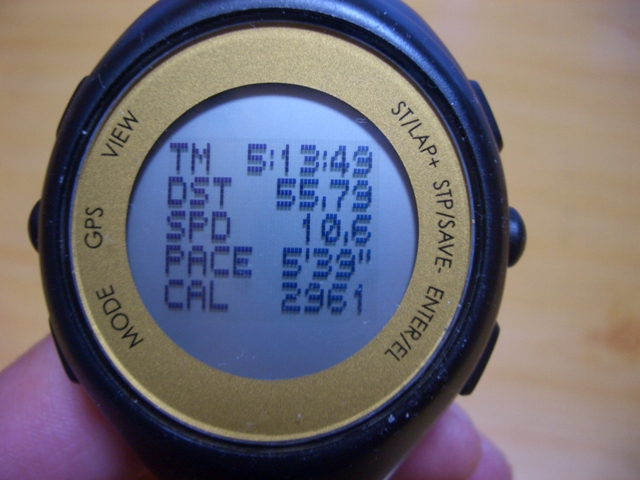 VIEW
GPS
MODE
ST/LAP+
STP/SAVE-
ENTER/EL
TM 5:13:49
DST 55.79
SPD 10.6
PACE 5'39"
CAL 2961